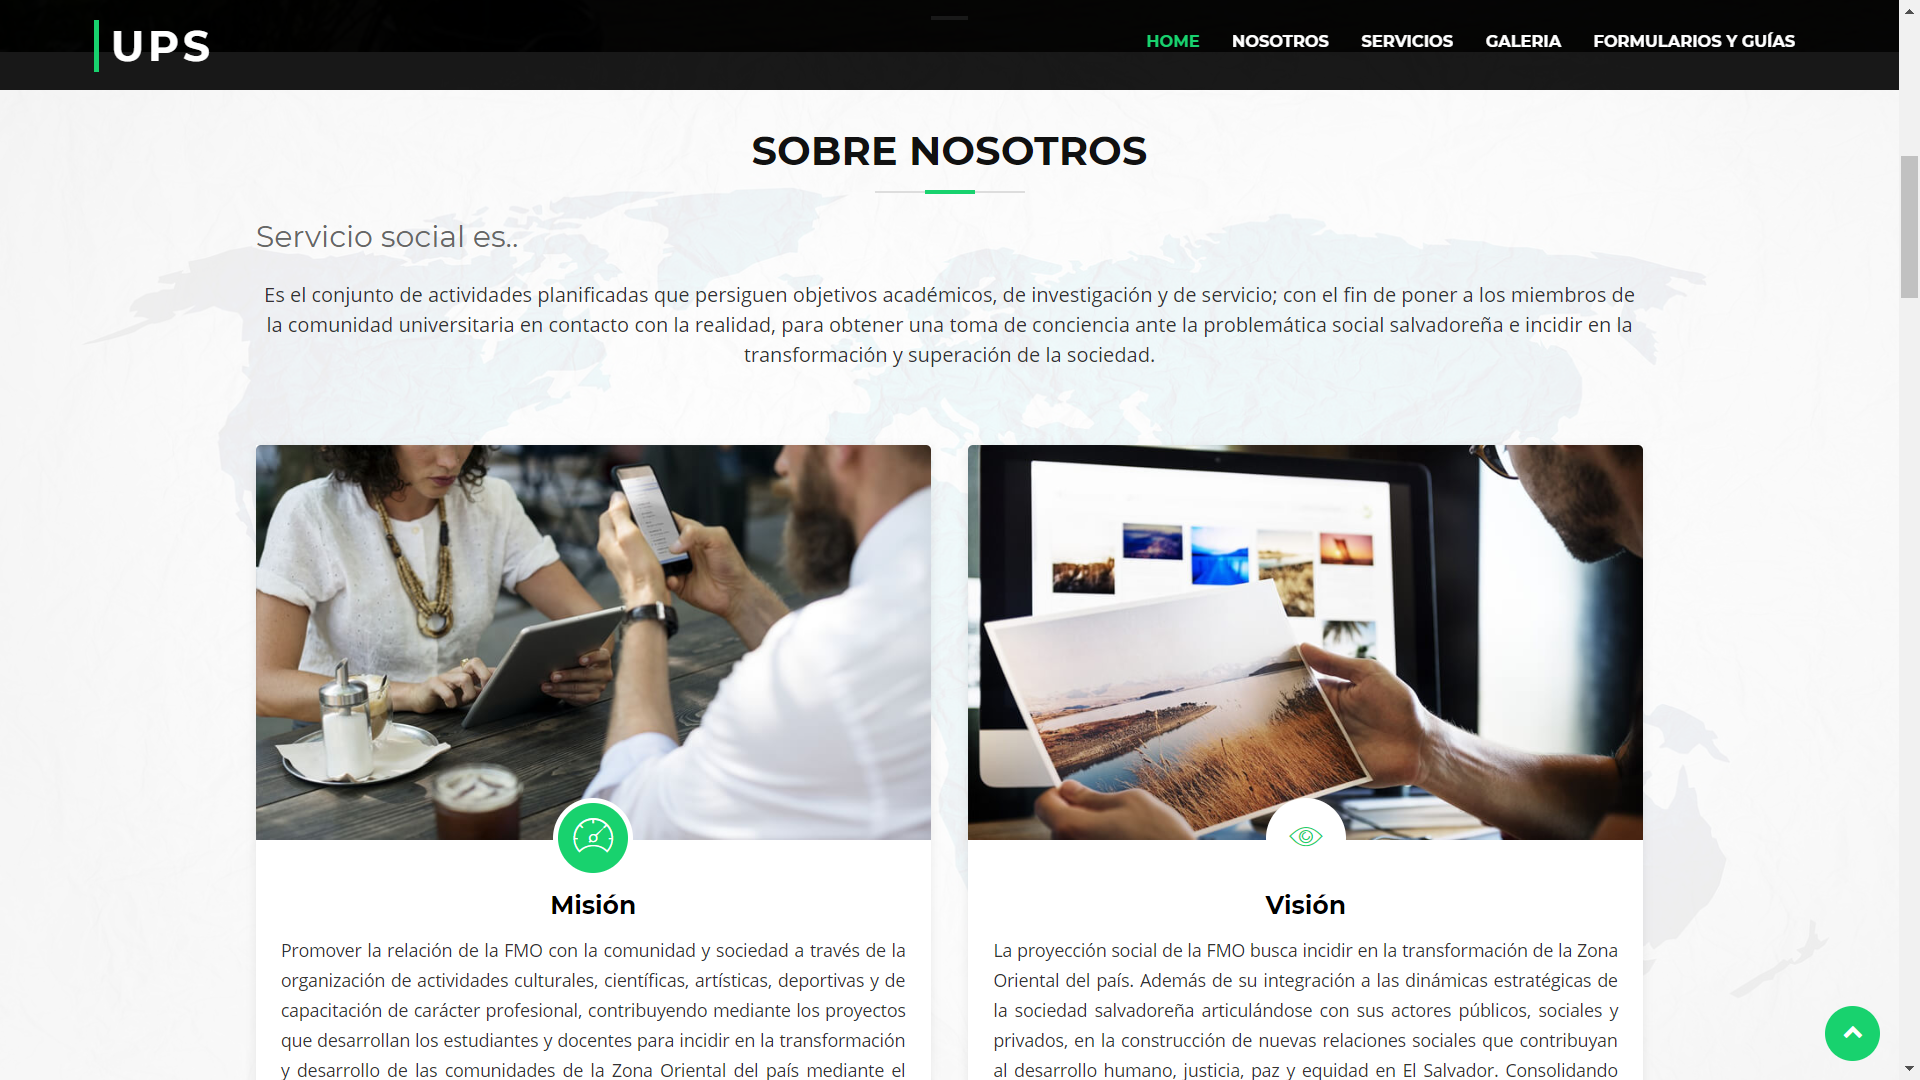 UPS
HOME NOSOTROS SERVICIOS GALERIA FORMULARIOS Y GUÍAS
SOBRE NOSOTROS
Servicio social es..
Es el conjunto de actividades planificadas que persiguen objetivos académicos, de investigación y de servicio; con el fin de poner a los miembros de
la comunidad universitaria en contacto con la realidad, para obtener una toma de conciencia ante la problemática social salvadoreña e incidir en la
transformación y superación de la sociedad.
Misión
Promover la relación de la FMO con la comunidad y sociedad a través de la
organización de actividades culturales, científicas, artísticas, deportivas y de
capacitación de carácter profesional, contribuyendo mediante los proyectos
que desarrollan los estudiantes y docentes para incidir en la transformación
y desarrollo de las comunidades de la Zona Oriental del país mediante el
Visión
La proyección social de la FMO busca incidir en la transformación de la Zona
Oriental del país. Además de su integración a las dinámicas estratégicas de
la sociedad salvadoreña articulándose con sus actores públicos, sociales y
privados, en la construcción de nuevas relaciones sociales que contribuyan
al desarrollo humano, justicia, paz y equidad en El Salvador. Consolidando